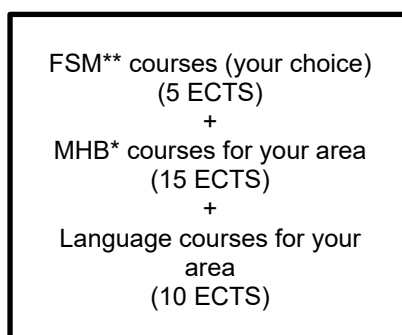 FSM** courses (your choice)
(5 ECTS)
+
MHB* courses for your area
(15 ECTS)
+
Language courses for your
area
(10 ECTS)